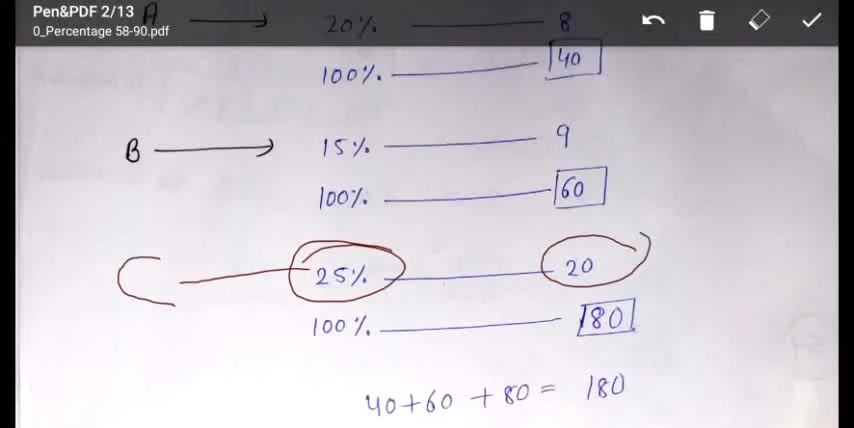 Pen&PDF 2/13
0_Percentage 58-90.pdf
A → 20%. 8
100%. 40
B → 15%. 9
100%. 60
C 25%. 20
100%. 80
40+60+80= 180